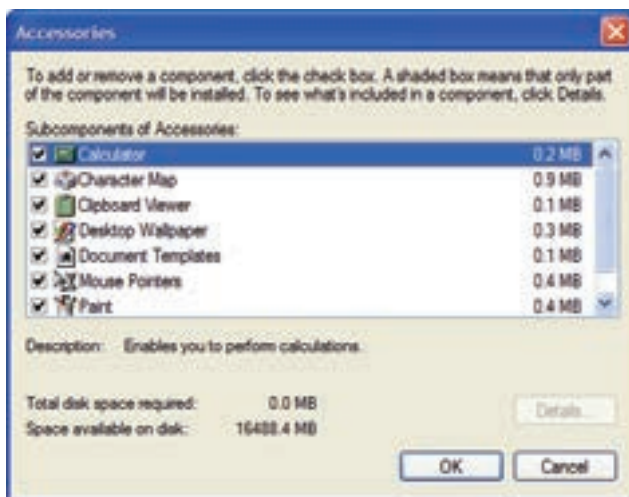 Accessories
To add or remove a component, click the check box. A shaded box means that only part
of the component will be installed. To see what's included in a component, click Details.
Subcomponents of Accessories:
Calculator 0.2 MB
Character Map 0.9 MB
Clipboard Viewer 0.1 MB
Desktop Wallpaper 0.3 MB
Document Templates 0.1 MB
Mouse Pointers 0.4 MB
Paint 0.4 MB
Description: Enables you to perform calculations.
Total disk space required: 0.0 MB
Details...
Space available on disk: 16488.4 MB
OK Cancel